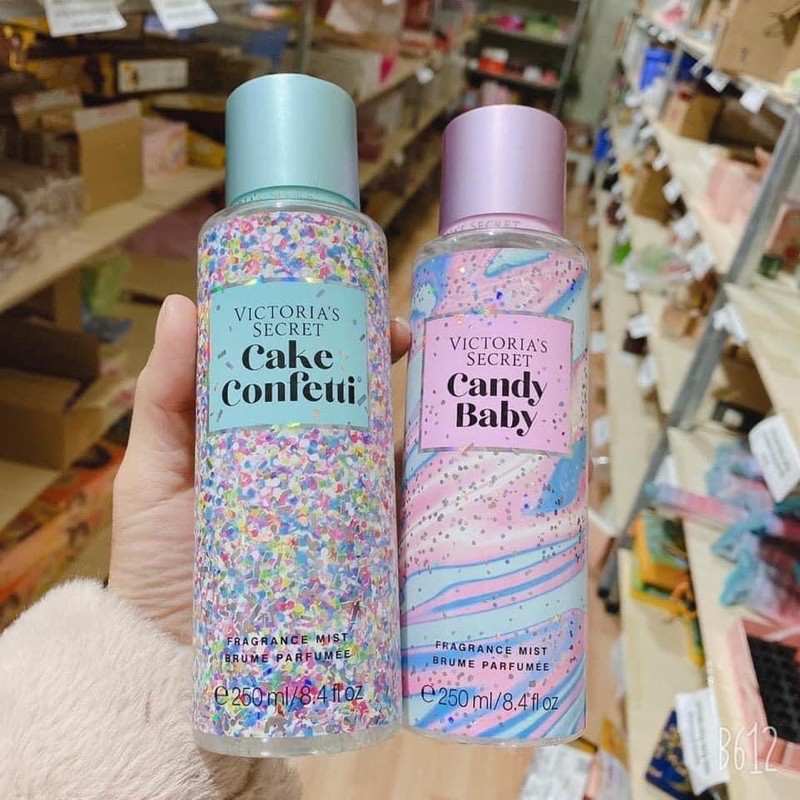 VICTORIA'S
SECRET
Cake
Confetti
FRAGRANCE MIST
BRUME PARFUMÉE
℮ 250 ml/8.4 fl oz
SECRET
VICTORIA'S
SECRET
Candy
Baby
FRAGRANCE MIST
BRUME PARFUMÉE
℮ 250 ml/8.4 fl oz
B612